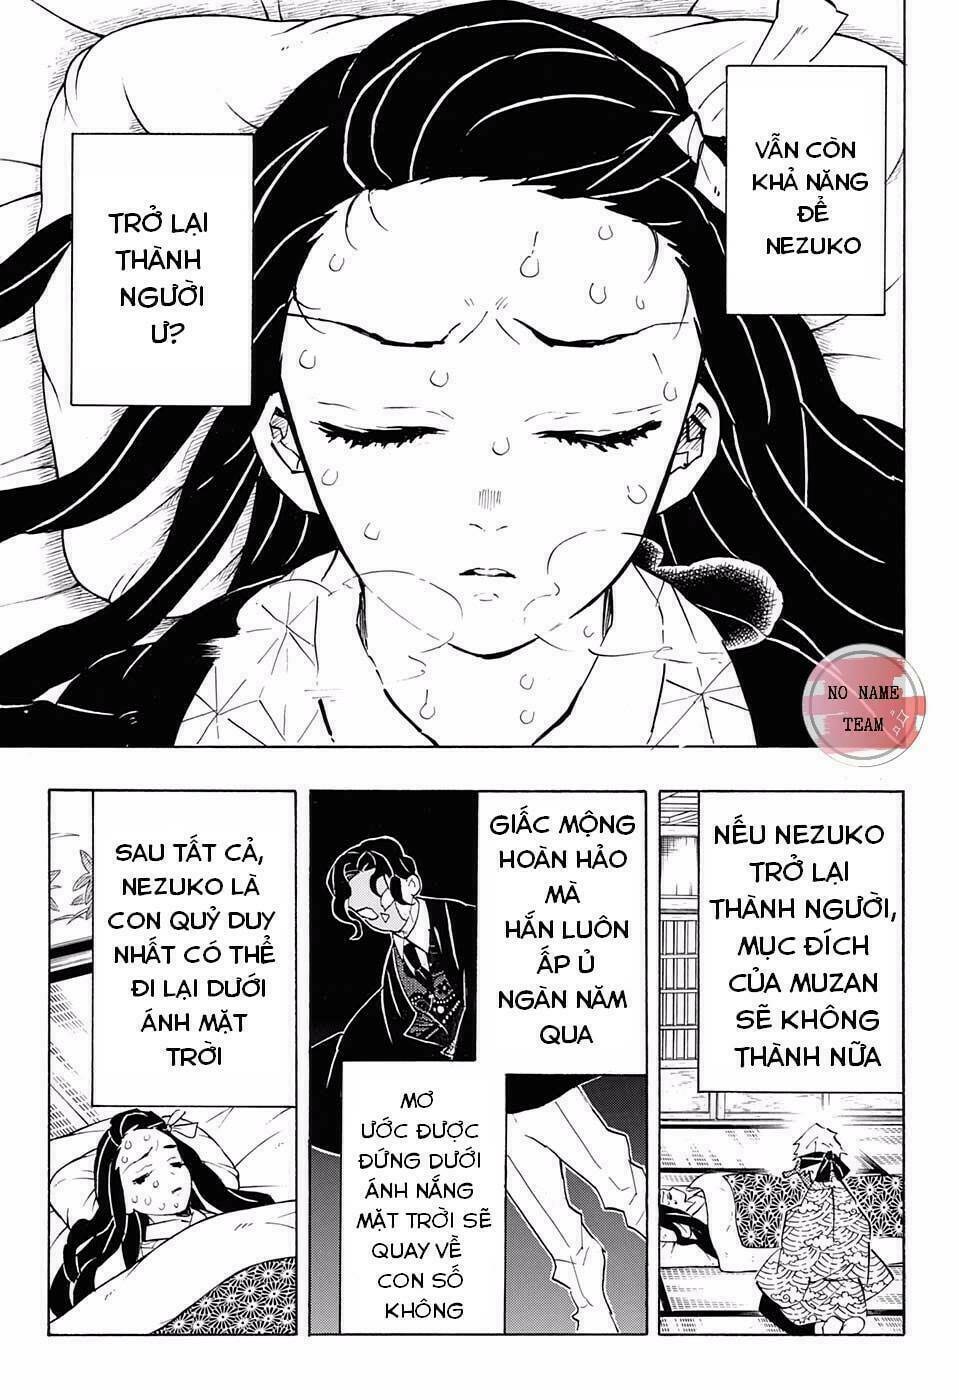 VẪN CÒN
KHẢ NĂNG
ĐỂ
NEZUKO
TRỞ LẠI
THÀNH
NGƯỜI
Ư?
NO NAME
TEAM
NẾU NEZUKO
TRỞ LẠI
THÀNH NGƯỜI,
MỤC ĐÍCH
CỦA MUZAN
SẼ KHÔNG
THÀNH NỮA
GIẤC MỘNG
HOÀN HẢO
MÀ
HẮN LUÔN
ẤP Ủ
NGÀN NĂM
QUA
MƠ
ƯỚC ĐƯỢC
ĐỨNG DƯỚI
ÁNH NẮNG
MẶT TRỜI SẼ
QUAY VỀ
CON SỐ
KHÔNG
SAU TẤT CẢ,
NEZUKO LÀ
CON QUỶ DUY
NHẤT CÓ THỂ
ĐI LẠI DƯỚI
ÁNH MẶT
TRỜI